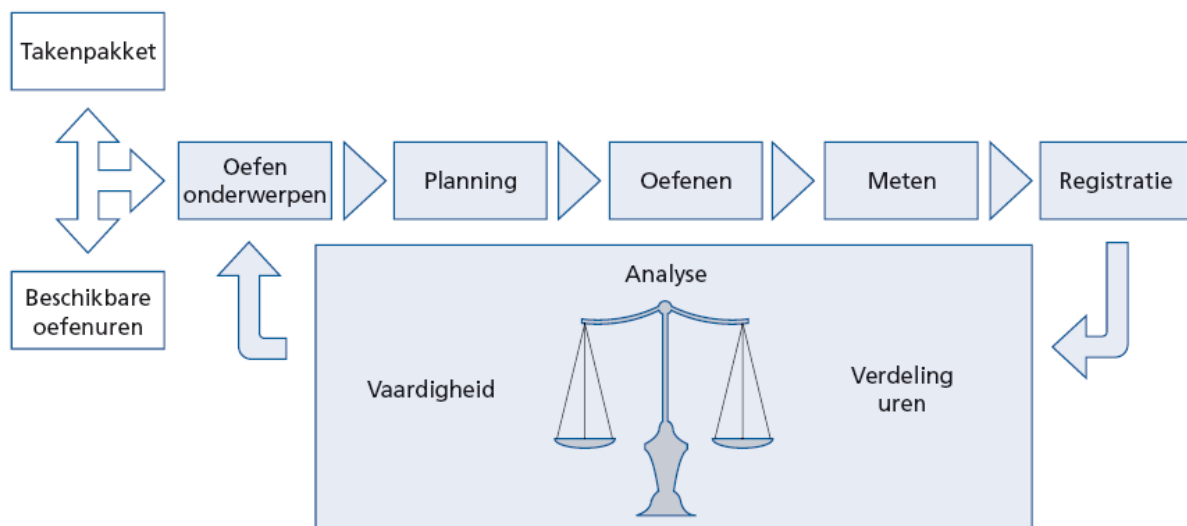 Takenpakket
Oefen
onderwerpen
Planning
Oefenen
Meten
Registratie
Beschikbare
oefenuren
Analyse
Vaardigheid
Verdeling
uren